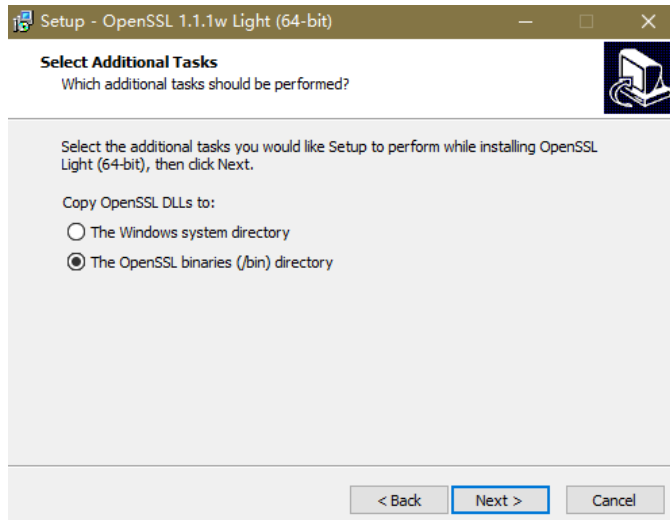 Setup - OpenSSL 1.1.1w Light (64-bit)
Select Additional Tasks
Which additional tasks should be performed?
Select the additional tasks you would like Setup to perform while installing OpenSSL
Light (64-bit), then click Next.
Copy OpenSSL DLLs to:
The Windows system directory
The OpenSSL binaries (/bin) directory
< Back Next > Cancel